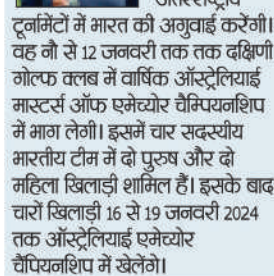 टूर्नामेंटों में भारत की अगुवाई करेंगी।
वह नौ से 12 जनवरी तक तक दक्षिणी
गोल्फ क्लब में वार्षिक ऑस्ट्रेलियाई
मास्टर्स ऑफ एमेच्योर चैम्पियनशिप
में भाग लेगी। इसमें चार सदस्यीय
भारतीय टीम में दो पुरुष और दो
महिला खिलाड़ी शामिल हैं। इसके बाद
चारों खिलाड़ी 16 से 19 जनवरी 2024
तक ऑस्ट्रेलियाई एमेच्योर
चैंपियनशिप में खेलेंगे।